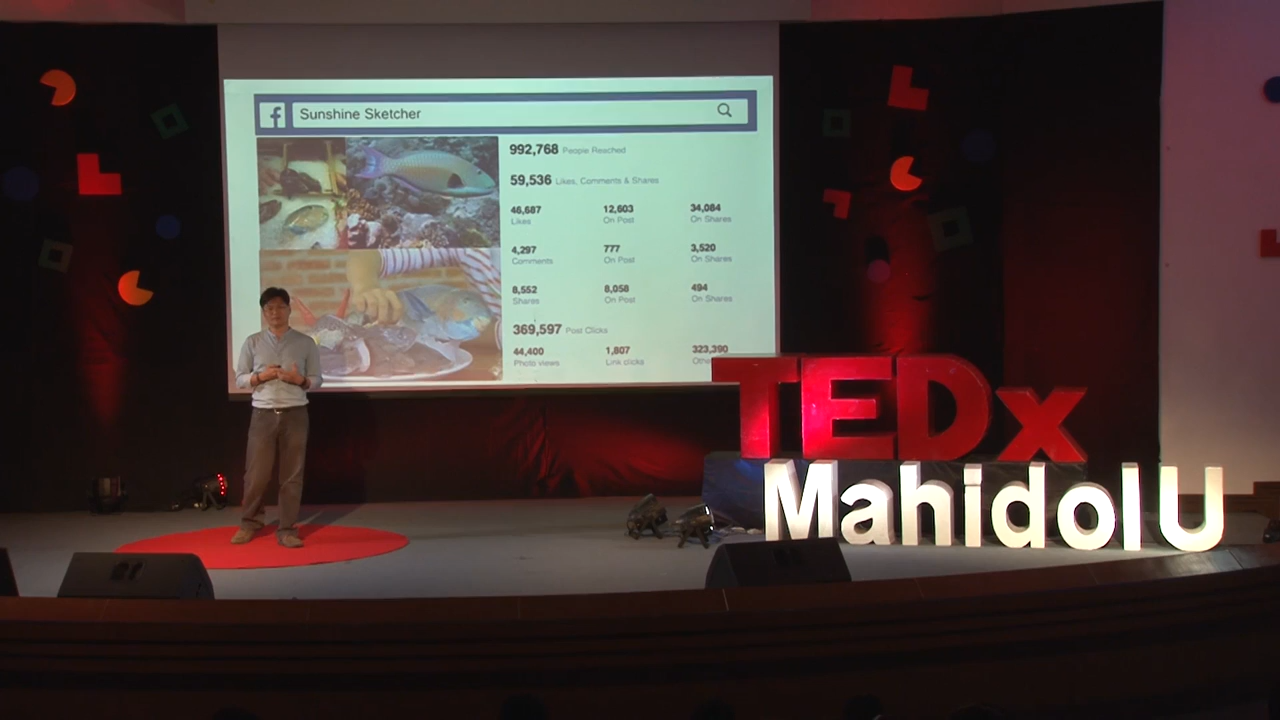 f Sunshine Sketcher
992,768 People Reached
59,536 Likes, Comments & Shares
46,687 12,603 34,084
Likes On Post On Shares
4,297 777 3,520
Comments On Post On Shares
8,552 8,058 494
Shares On Post On Shares
369,597 Post Clicks
44,400 1,807 323,390
Photo views Link clicks Othe
TEDx
MahidolU